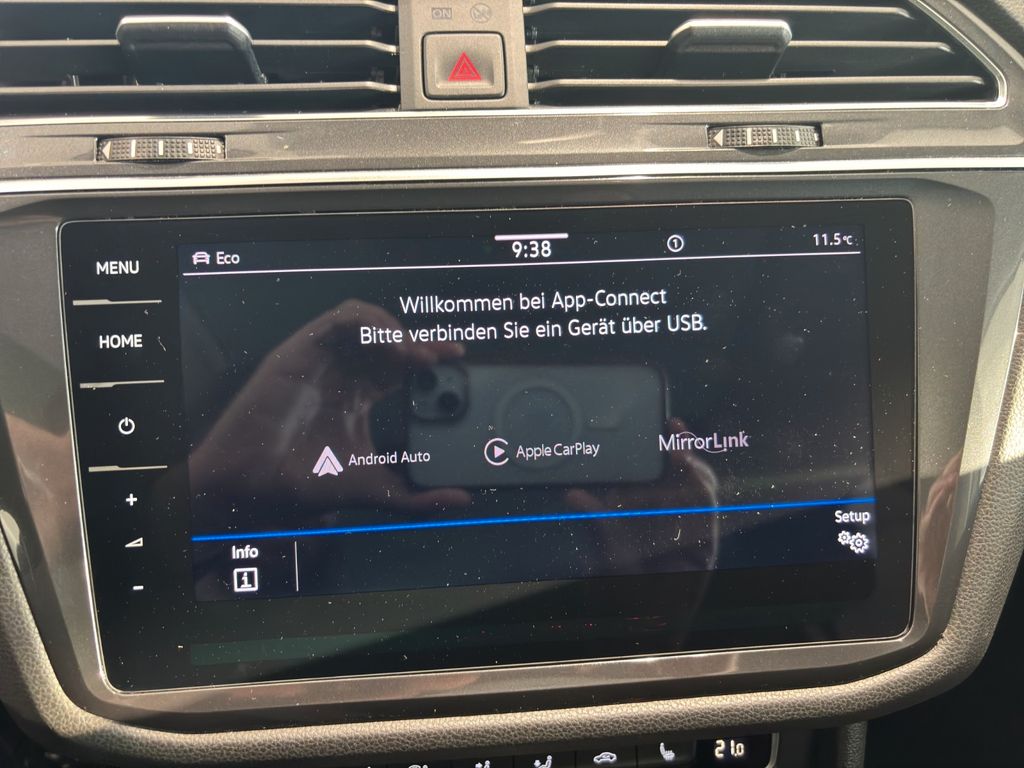 ON
MENU
HOME
+
-
Eco
9:38
1
11.5°C
Willkommen bei App-Connect
Bitte verbinden Sie ein Gerät über USB.
Android Auto
Apple CarPlay
MirrorLink
Info
i
Setup
21.0